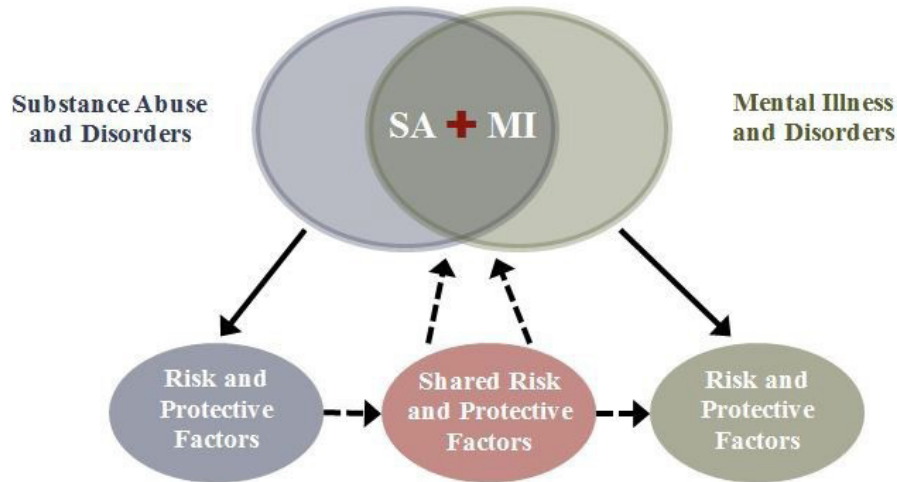 Substance Abuse
and Disorders
SA + MI
Mental Illness
and Disorders
Risk and
Protective
Factors
Shared Risk
and Protective
Factors
Risk and
Protective
Factors